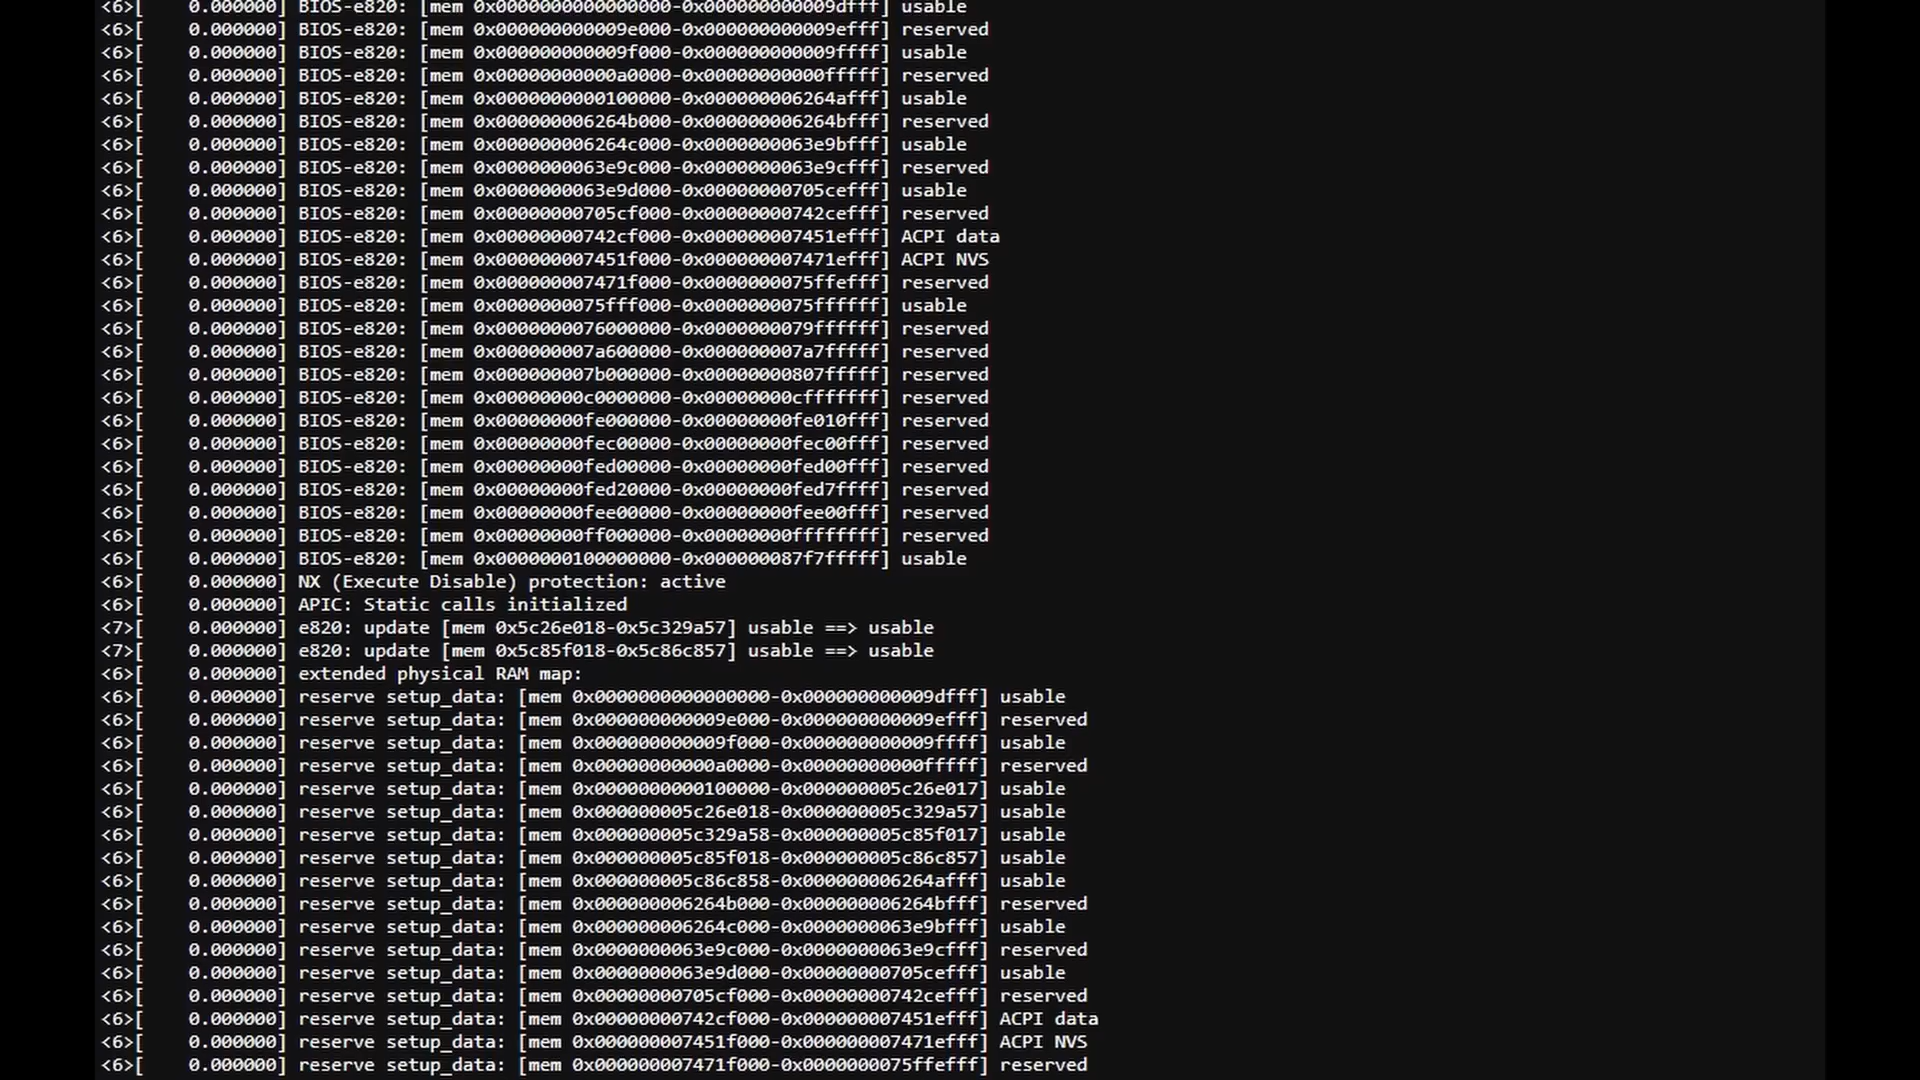 <6>[    0.000000] BIOS-e820: [mem 0x0000000000000000-0x000000000009dfff] usable
<6>[    0.000000] BIOS-e820: [mem 0x000000000009e000-0x000000000009efff] reserved
<6>[    0.000000] BIOS-e820: [mem 0x000000000009f000-0x000000000009ffff] usable
<6>[    0.000000] BIOS-e820: [mem 0x00000000000a0000-0x00000000000fffff] reserved
<6>[    0.000000] BIOS-e820: [mem 0x0000000000100000-0x000000006264afff] usable
<6>[    0.000000] BIOS-e820: [mem 0x000000006264b000-0x000000006264bfff] reserved
<6>[    0.000000] BIOS-e820: [mem 0x000000006264c000-0x0000000063e9bfff] usable
<6>[    0.000000] BIOS-e820: [mem 0x0000000063e9c000-0x0000000063e9cfff] reserved
<6>[    0.000000] BIOS-e820: [mem 0x0000000063e9d000-0x00000000705cefff] usable
<6>[    0.000000] BIOS-e820: [mem 0x00000000705cf000-0x00000000742cefff] reserved
<6>[    0.000000] BIOS-e820: [mem 0x00000000742cf000-0x000000007451efff] ACPI data
<6>[    0.000000] BIOS-e820: [mem 0x000000007451f000-0x000000007471efff] ACPI NVS
<6>[    0.000000] BIOS-e820: [mem 0x000000007471f000-0x0000000075ffefff] reserved
<6>[    0.000000] BIOS-e820: [mem 0x0000000075fff000-0x0000000075ffffff] usable
<6>[    0.000000] BIOS-e820: [mem 0x0000000076000000-0x0000000079ffffff] reserved
<6>[    0.000000] BIOS-e820: [mem 0x000000007a600000-0x000000007a7fffff] reserved
<6>[    0.000000] BIOS-e820: [mem 0x000000007b000000-0x00000000807fffff] reserved
<6>[    0.000000] BIOS-e820: [mem 0x00000000c0000000-0x00000000cfffffff] reserved
<6>[    0.000000] BIOS-e820: [mem 0x00000000fe000000-0x00000000fe010fff] reserved
<6>[    0.000000] BIOS-e820: [mem 0x00000000fec00000-0x00000000fec00fff] reserved
<6>[    0.000000] BIOS-e820: [mem 0x00000000fed00000-0x00000000fed00fff] reserved
<6>[    0.000000] BIOS-e820: [mem 0x00000000fed20000-0x00000000fed7ffff] reserved
<6>[    0.000000] BIOS-e820: [mem 0x00000000fee00000-0x00000000fee00fff] reserved
<6>[    0.000000] BIOS-e820: [mem 0x00000000ff000000-0x00000000ffffffff] reserved
<6>[    0.000000] BIOS-e820: [mem 0x0000000100000000-0x000000087f7fffff] usable
<6>[    0.000000] NX (Execute Disable) protection: active
<6>[    0.000000] APIC: Static calls initialized
<7>[    0.000000] e820: update [mem 0x5c26e018-0x5c329a57] usable ==> usable
<7>[    0.000000] e820: update [mem 0x5c85f018-0x5c86c857] usable ==> usable
<6>[    0.000000] extended physical RAM map:
<6>[    0.000000] reserve setup_data: [mem 0x0000000000000000-0x000000000009dfff] usable
<6>[    0.000000] reserve setup_data: [mem 0x000000000009e000-0x000000000009efff] reserved
<6>[    0.000000] reserve setup_data: [mem 0x000000000009f000-0x000000000009ffff] usable
<6>[    0.000000] reserve setup_data: [mem 0x00000000000a0000-0x00000000000fffff] reserved
<6>[    0.000000] reserve setup_data: [mem 0x0000000000100000-0x000000005c26e017] usable
<6>[    0.000000] reserve setup_data: [mem 0x000000005c26e018-0x000000005c329a57] usable
<6>[    0.000000] reserve setup_data: [mem 0x000000005c329a58-0x000000005c85f017] usable
<6>[    0.000000] reserve setup_data: [mem 0x000000005c85f018-0x000000005c86c857] usable
<6>[    0.000000] reserve setup_data: [mem 0x000000005c86c858-0x000000006264afff] usable
<6>[    0.000000] reserve setup_data: [mem 0x000000006264b000-0x000000006264bfff] reserved
<6>[    0.000000] reserve setup_data: [mem 0x000000006264c000-0x0000000063e9bfff] usable
<6>[    0.000000] reserve setup_data: [mem 0x0000000063e9c000-0x0000000063e9cfff] reserved
<6>[    0.000000] reserve setup_data: [mem 0x0000000063e9d000-0x00000000705cefff] usable
<6>[    0.000000] reserve setup_data: [mem 0x00000000705cf000-0x00000000742cefff] reserved
<6>[    0.000000] reserve setup_data: [mem 0x00000000742cf000-0x000000007451efff] ACPI data
<6>[    0.000000] reserve setup_data: [mem 0x000000007451f000-0x000000007471efff] ACPI NVS
<6>[    0.000000] reserve setup_data: [mem 0x000000007471f000-0x0000000075ffefff] reserved